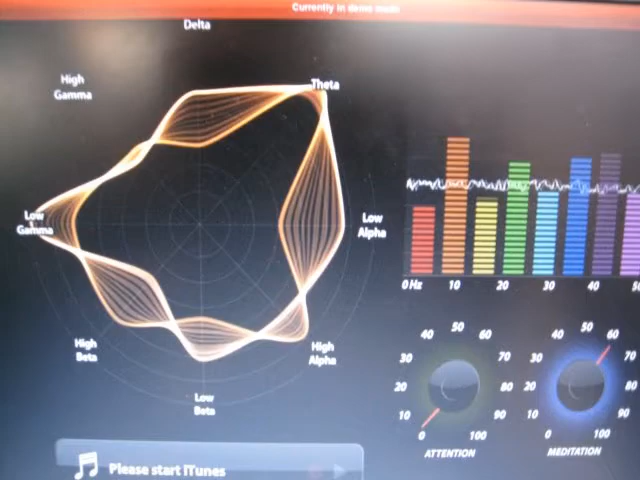 Currently in demo mode
Delta
High
Gamma
Theta
Low
Gamma
Low
Alpha
High
Beta
High
Alpha
Low
Beta
0 Hz 10 20 30 40 50
0 10 20 30 40 50 60 70 80 90 100
ATTENTION
0 10 20 30 40 50 60 70 80 90 100
MEDITATION
Please start iTunes